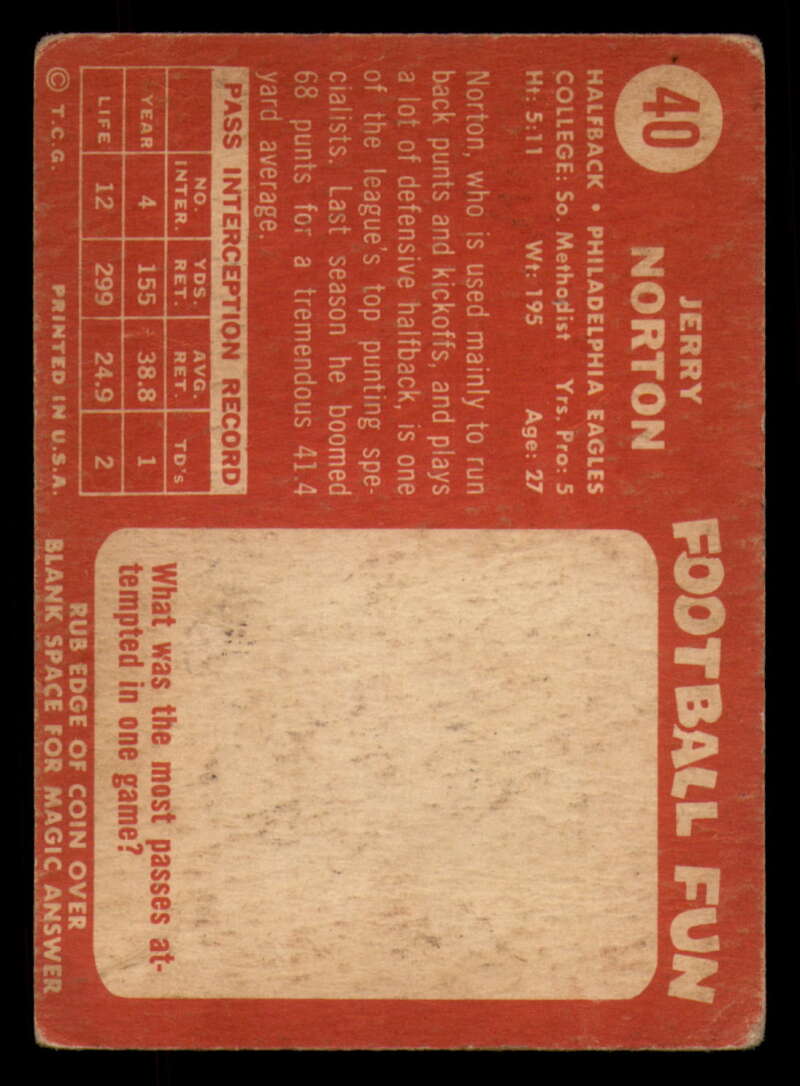 40
JERRY
NORTON
HALFBACK • PHILADELPHIA EAGLES
COLLEGE: So. Methodist Yrs. Pro: 5
Ht: 5:11 Wt: 195 Age: 27
Norton, who is used mainly to run
back punts and kickoffs, and plays
a lot of defensive halfback, is one
of the league's top punting spe-
cialists. Last season he boomed
68 punts for a tremendous 41.4
yard average.
PASS INTERCEPTION RECORD
NO. INTER. YDS. RET. AVG. RET. TD's
YEAR 4 155 38.8 1
LIFE 12 299 24.9 2
© T.C.G. PRINTED IN U.S.A.
FOOTBALL FUN
What was the most passes at-
tempted in one game?
RUB EDGE OF COIN OVER
BLANK SPACE FOR MAGIC ANSWER